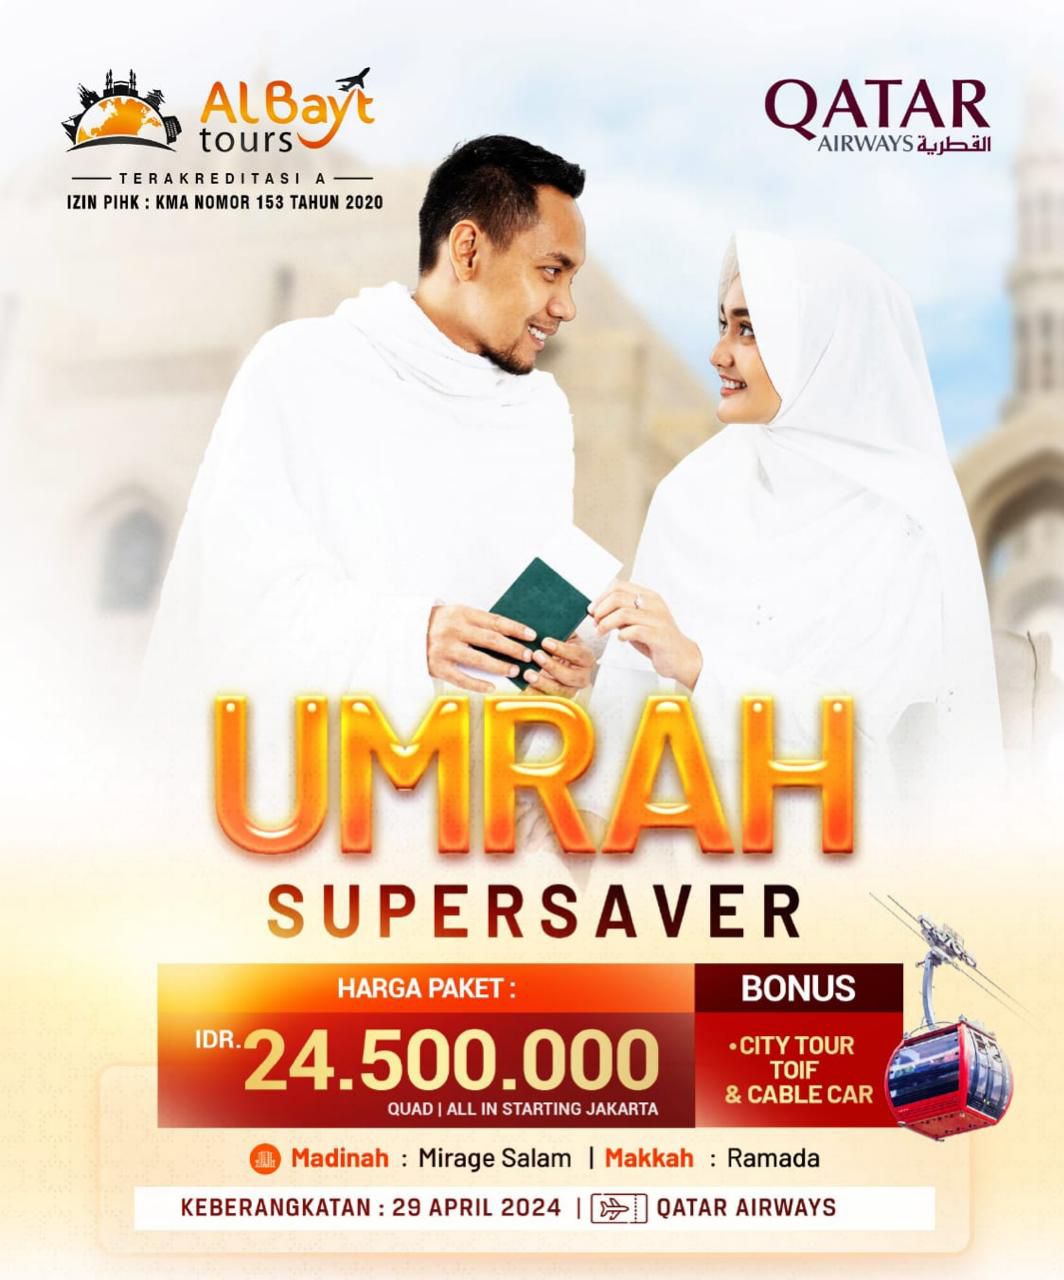 AlBayt
tours
TERAKREDITASI A
IZIN PIHK : KMA NOMOR 153 TAHUN 2020
QATAR
AIRWAYS القطرية
UMRAH
SUPERSAVER
HARGA PAKET :
IDR. 24.500.000
QUAD | ALL IN STARTING JAKARTA
BONUS
•CITY TOUR
TOIF
& CABLE CAR
Madinah : Mirage Salam | Makkah : Ramada
KEBERANGKATAN : 29 APRIL 2024 | QATAR AIRWAYS